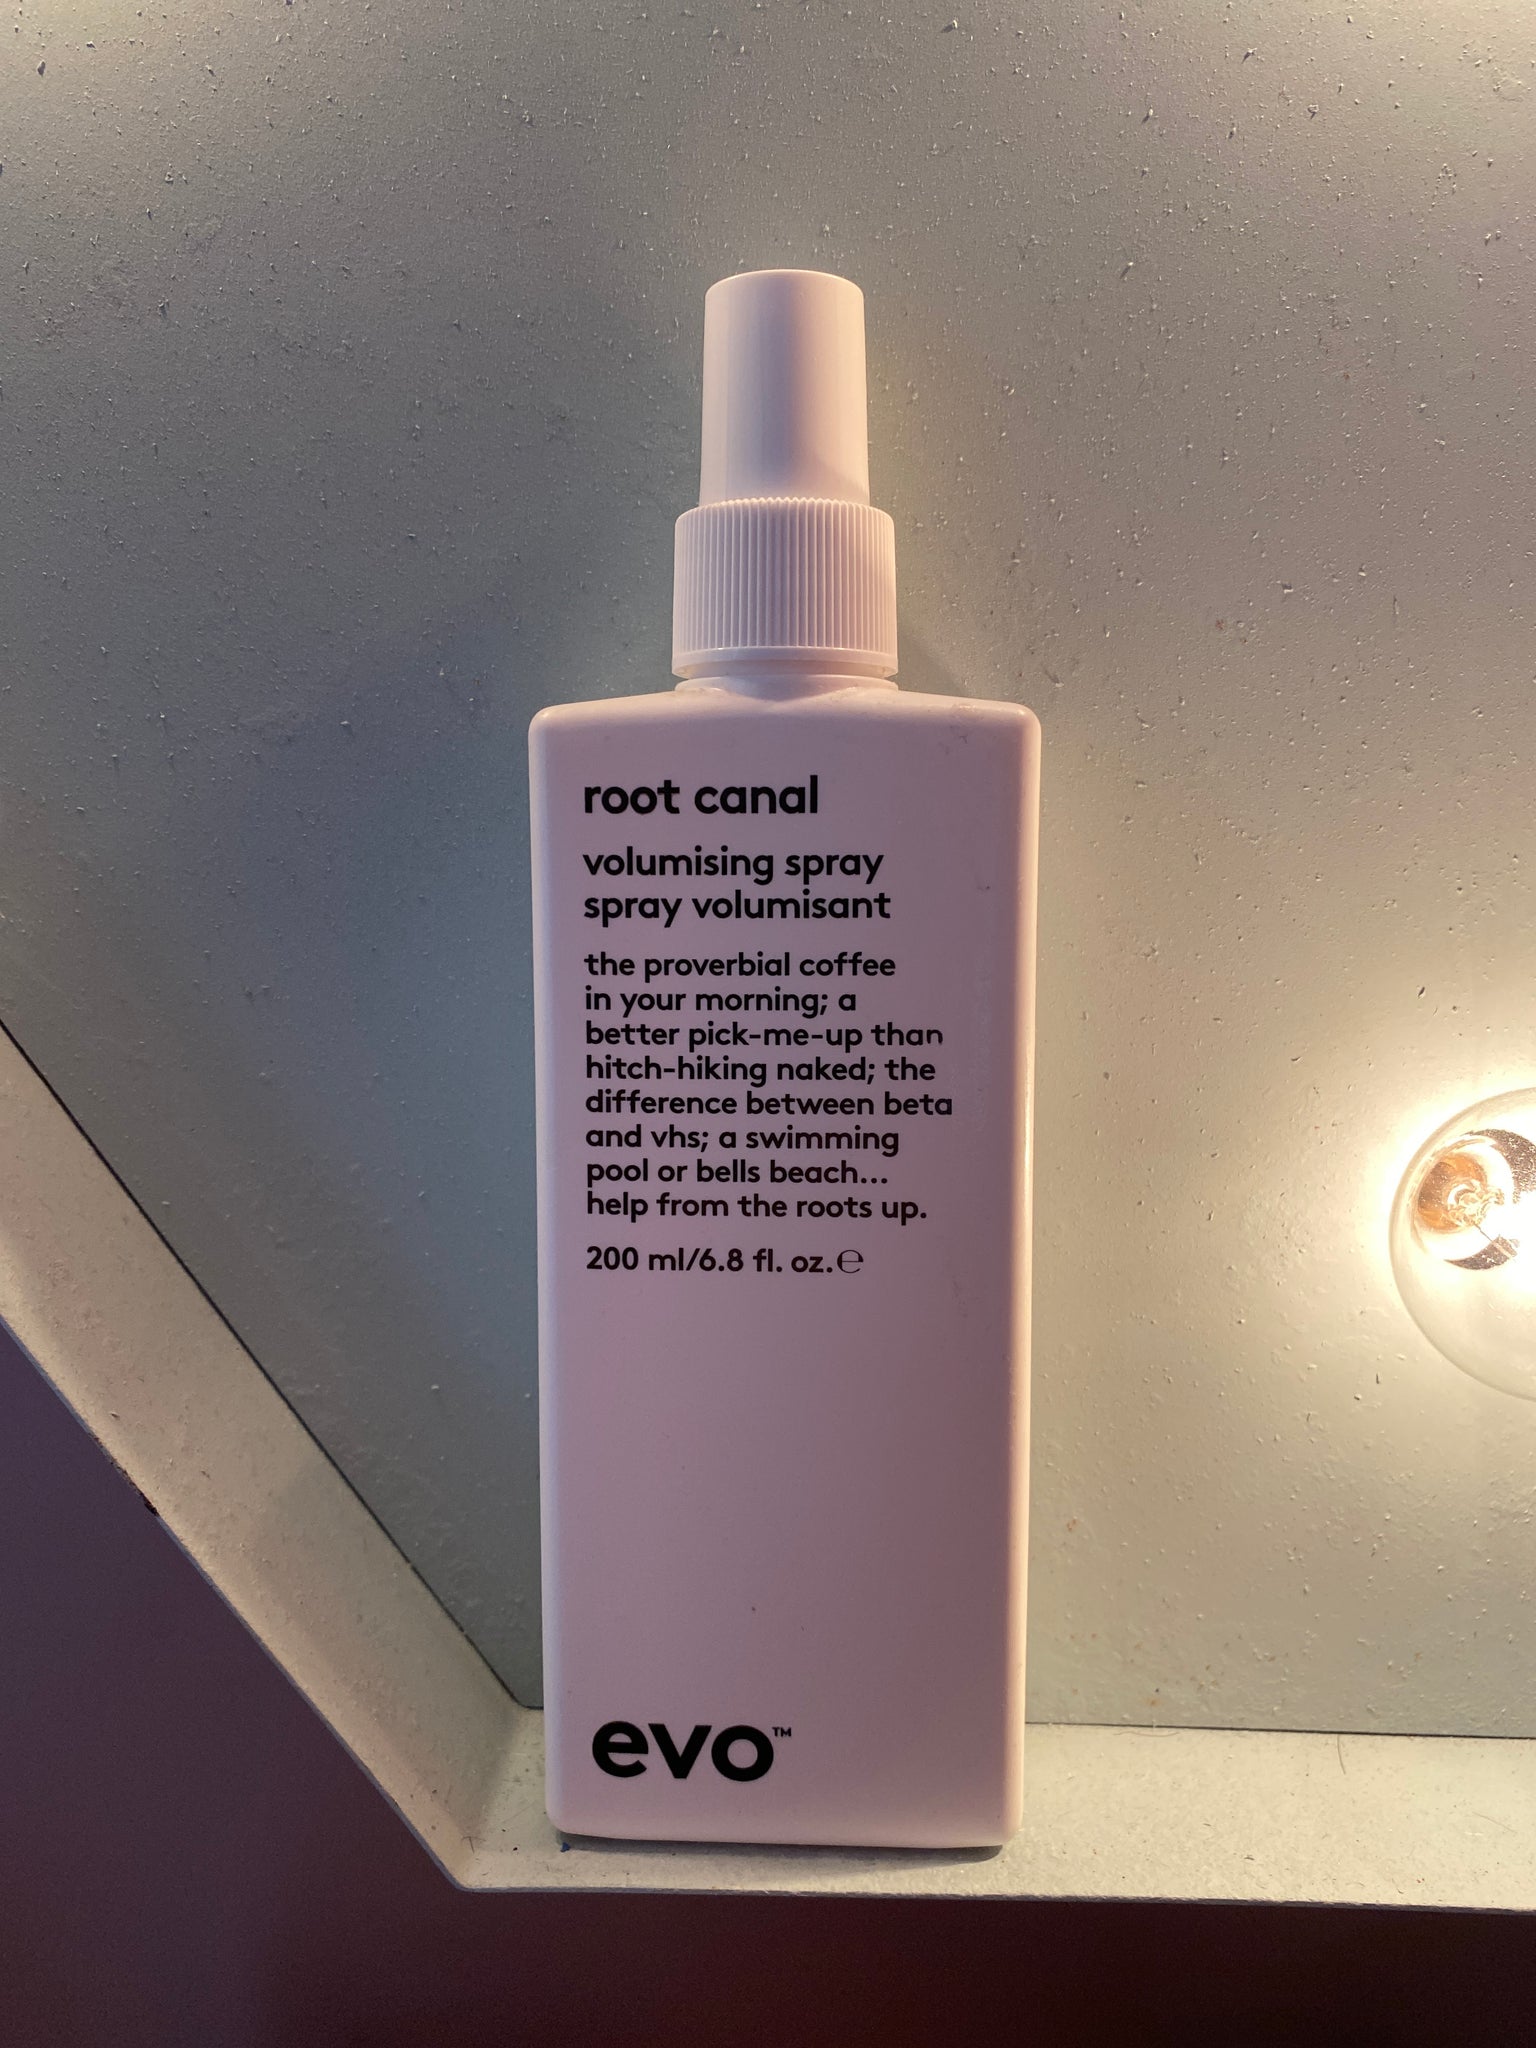 root canal
volumising spray
spray volumisant
the proverbial coffee
in your morning; a
better pick-me-up than
hitch-hiking naked; the
difference between beta
and vhs; a swimming
pool or bells beach...
help from the roots up.
200 ml/6.8 fl. oz.℮
evo™